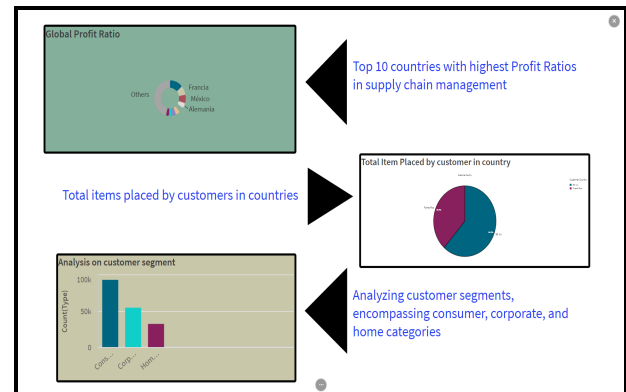 Global Profit Ratio
Francia
Others
México
Alemania
Top 10 countries with highest Profit Ratios
in supply chain management
Total items placed by customers in countries
Total Item Placed by customer in country
Analysis on customer segment
100k
50k
0
Count(Type)
Cons...
Corp...
Hom...
Analyzing customer segments,
encompassing consumer, corporate, and
home categories